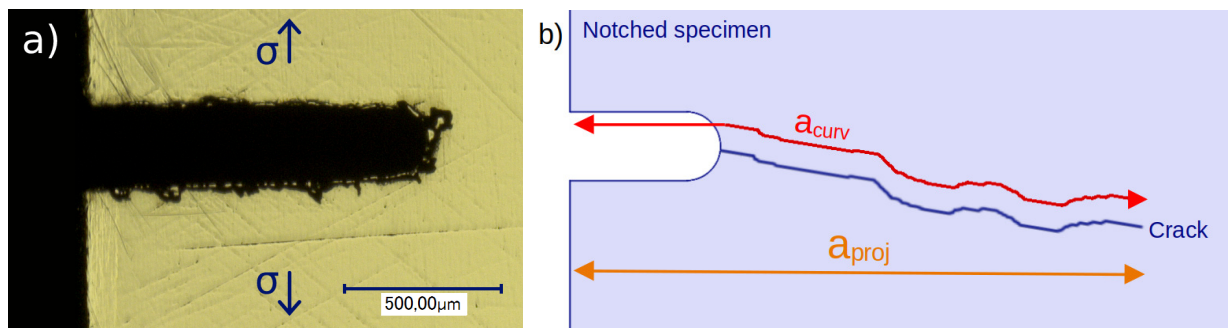 a)
σ
σ
500,00µm
b)
Notched specimen
acurv
aproj
Crack